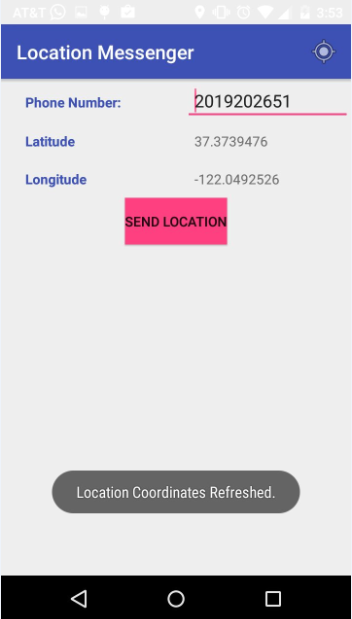 AT&T 3:53
Location Messenger
Phone Number: 2019202651
Latitude 37.3739476
Longitude -122.0492526
SEND LOCATION
Location Coordinates Refreshed.